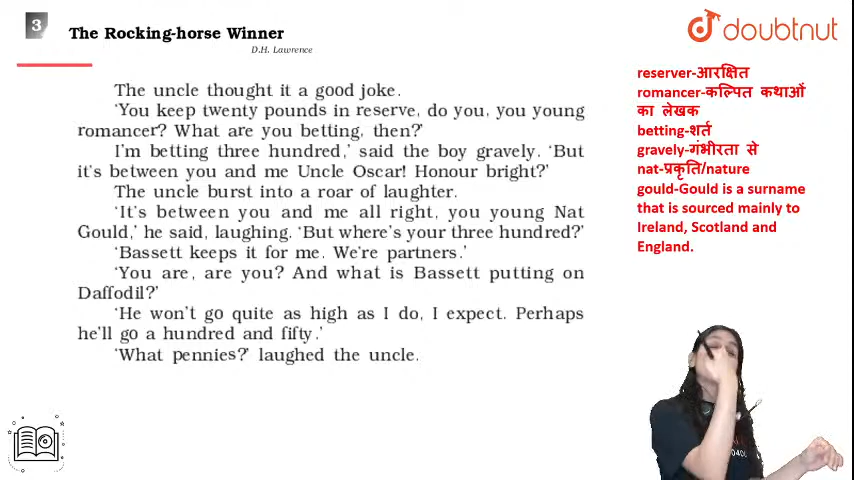 3
The Rocking-horse Winner
D.H. Lawrence
doubtnut
The uncle thought it a good joke.
'You keep twenty pounds in reserve, do you, you young
romancer? What are you betting, then?'
I'm betting three hundred,' said the boy gravely. 'But
it's between you and me Uncle Oscar! Honour bright?'
The uncle burst into a roar of laughter.
'It's between you and me all right, you young Nat
Gould,' he said, laughing. 'But where's your three hundred?'
'Bassett keeps it for me. We're partners.'
'You are, are you? And what is Bassett putting on
Daffodil?'
'He won't go quite as high as I do, I expect. Perhaps
he'll go a hundred and fifty.'
'What pennies?' laughed the uncle.
reserver-आरक्षित
romancer-कल्पित कथाओं
का लेखक
betting-शर्त
gravely-गंभीरता से
nat-प्रकृति/nature
gould-Gould is a surname
that is sourced mainly to
Ireland, Scotland and
England.